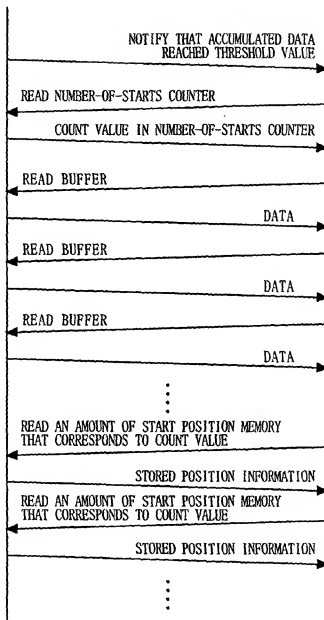 NOTIFY THAT ACCUMULATED DATA
REACHED THRESHOLD VALUE
READ NUMBER-OF-STARTS COUNTER
COUNT VALUE IN NUMBER-OF-STARTS COUNTER
READ BUFFER
DATA
READ BUFFER
DATA
READ BUFFER
DATA
READ AN AMOUNT OF START POSITION MEMORY
THAT CORRESPONDS TO COUNT VALUE
STORED POSITION INFORMATION
READ AN AMOUNT OF START POSITION MEMORY
THAT CORRESPONDS TO COUNT VALUE
STORED POSITION INFORMATION